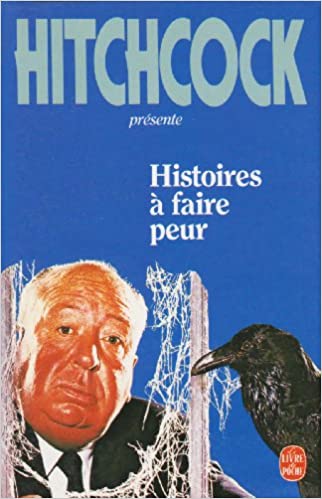 HITCHCOCK
présente
Histoires
à faire
peur
LE LIVRE
DE POCHE